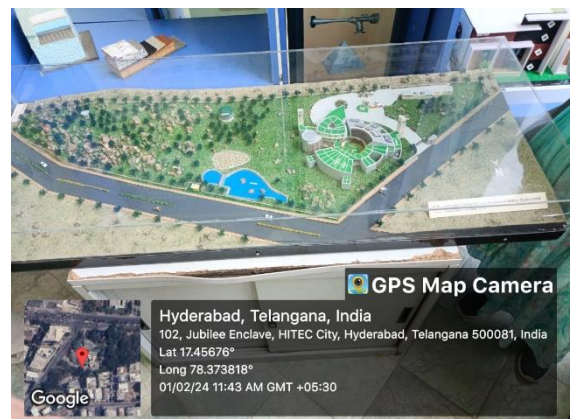 GPS Map Camera
Hyderabad, Telangana, India
102, Jubilee Enclave, HITEC City, Hyderabad, Telangana 500081, India
Lat 17.45676°
Long 78.373818°
01/02/24 11:43 AM GMT +05:30
Google